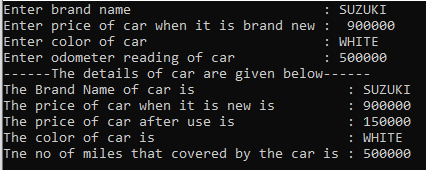 Enter brand name : SUZUKI
Enter price of car when it is brand new : 900000
Enter color of car : WHITE
Enter odometer reading of car : 500000
------The details of car are given below------
The Brand Name of car is : SUZUKI
The price of car when it is new is : 900000
The price of car after use is : 150000
The color of car is : WHITE
Tne no of miles that covered by the car is : 500000